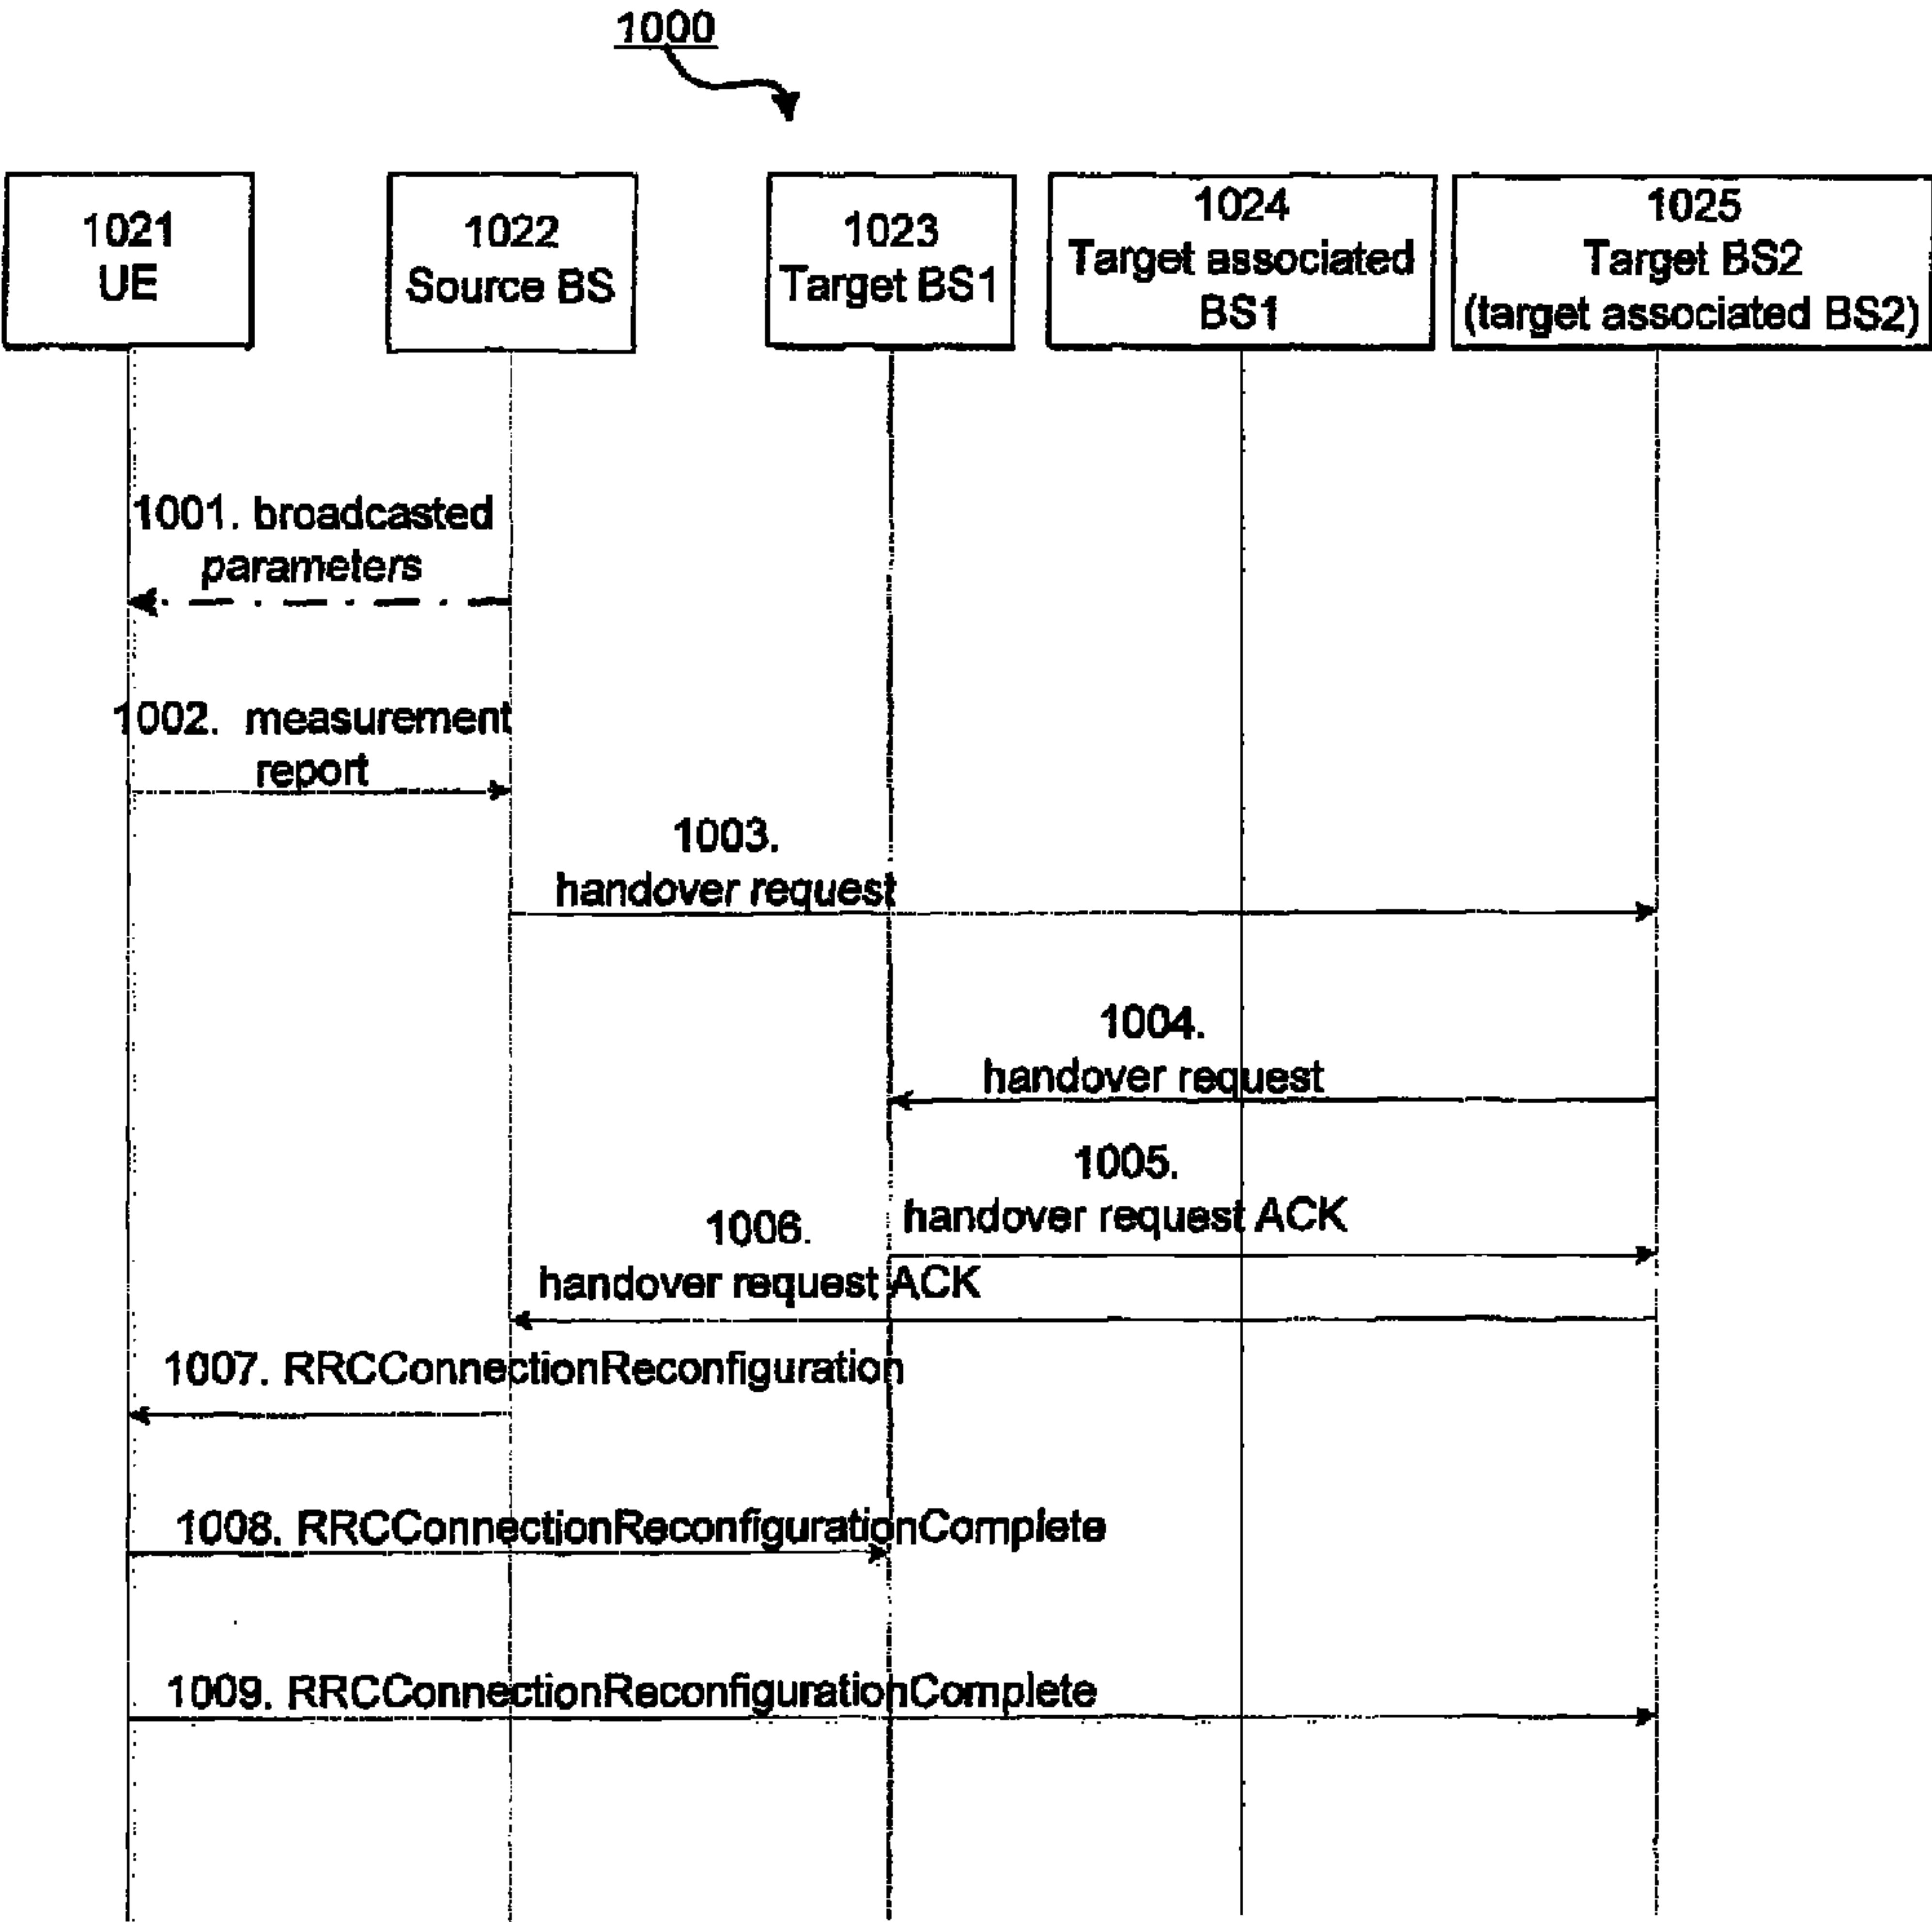 1000
1021
UE
1022
Source BS
1023
Target BS1
1024
Target associated
BS1
1025
Target BS2
(target associated BS2)
1001. broadcasted
parameters
1002. measurement
report
1003.
handover request
1004.
handover request
1005.
handover request ACK
1006.
handover request ACK
1007. RRCConnectionReconfiguration
1008. RRCConnectionReconfigurationComplete
1009. RRCConnectionReconfigurationComplete